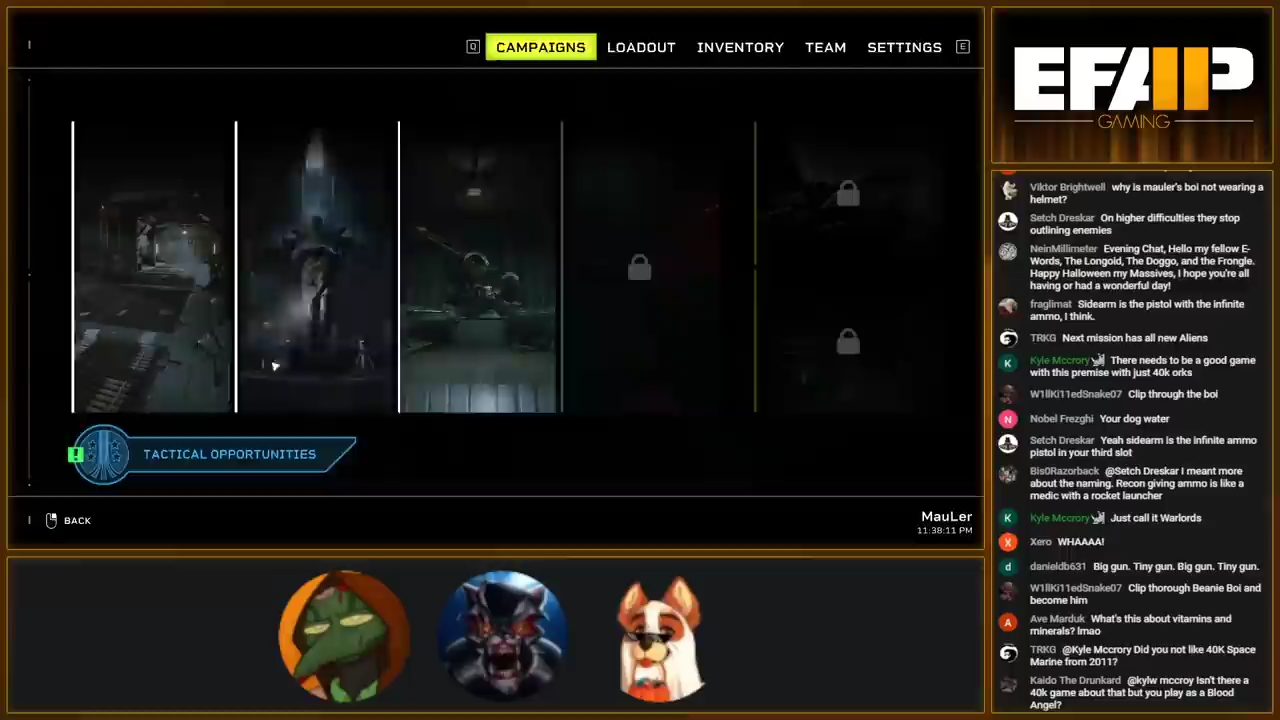 Q CAMPAIGNS LOADOUT INVENTORY TEAM SETTINGS E
! TACTICAL OPPORTUNITIES
BACK
MauLer
11:38:11 PM
EFAP
GAMING
Viktor Brightwell why is mauler's boi not wearing a
helmet?
Setch Dreskar On higher difficulties they stop
outlining enemies
NeinMillimeter Evening Chat, Hello my fellow E-
Words, The Longoid, The Doggo, and the Frongle.
Happy Halloween my Massives, I hope you're all
having or had a wonderful day!
fraglimat Sidearm is the pistol with the infinite
ammo, I think.
TRKG Next mission has all new Aliens
K Kyle Mccrory There needs to be a good game
with this premise with just 40k orks
W1llKi11edSnake07 Clip through the boi
N Nobel Frezghi Your dog water
Setch Dreskar Yeah sidearm is the infinite ammo
pistol in your third slot
Bis0Razorback @Setch Dreskar I meant more
about the naming. Recon giving ammo is like a
medic with a rocket launcher
K Kyle Mccrory Just call it Warlords
X Xero WHAAAA!
d danieldb631 Big gun. Tiny gun. Big gun. Tiny gun.
W1llKi11edSnake07 Clip thorough Beanie Boi and
become him
A Ave Marduk What's this about vitamins and
minerals? lmao
TRKG @Kyle Mccrory Did you not like 40K Space
Marine from 2011?
Kaido The Drunkard @kylw mccroy Isn't there a
40k game about that but you play as a Blood
Angel?